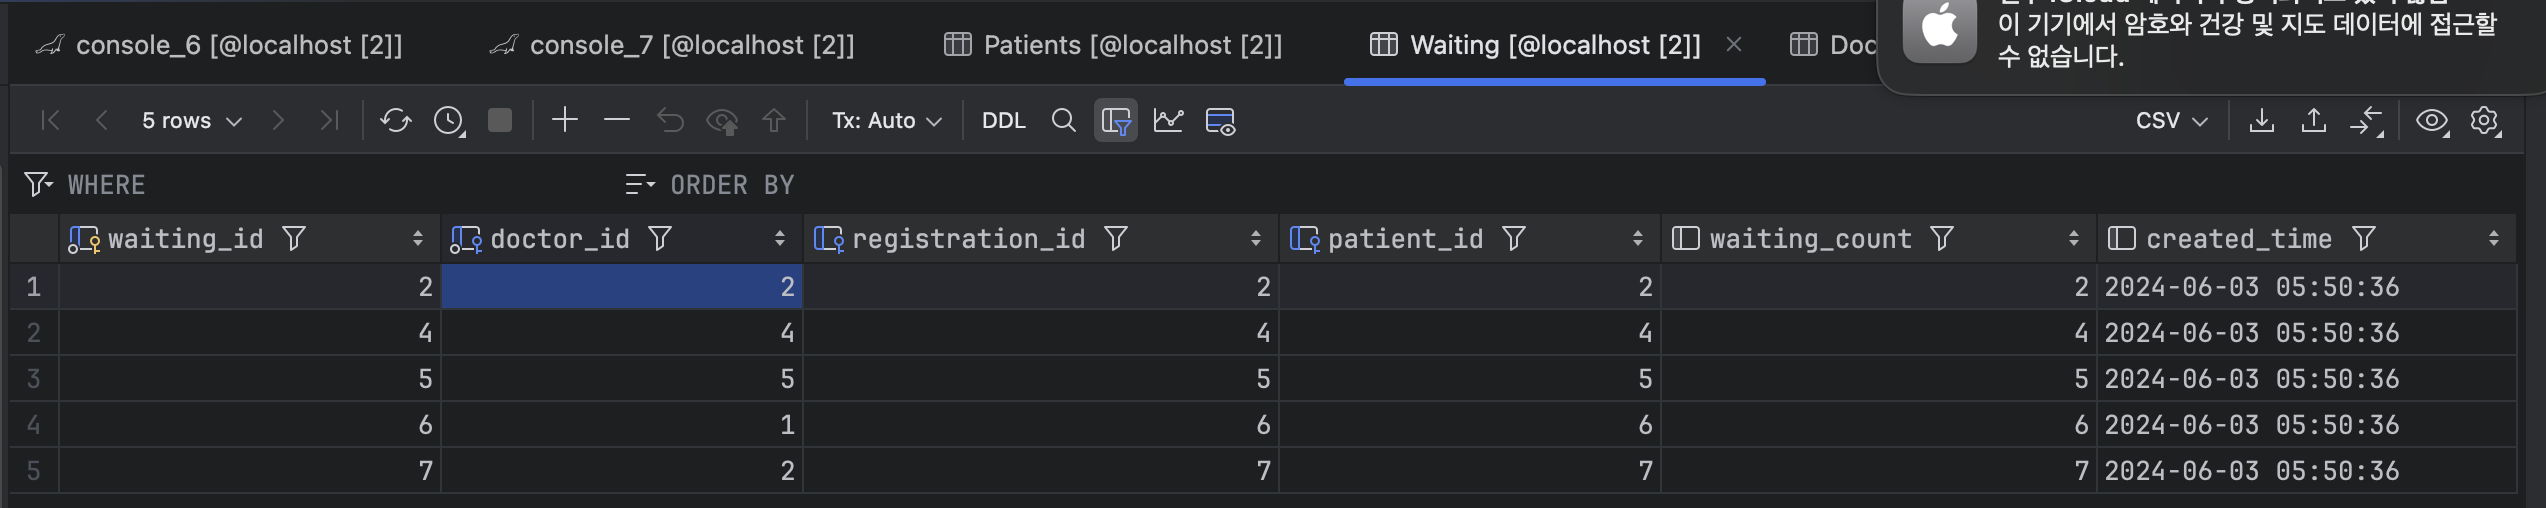 console_6 [@localhost [2]] console_7 [@localhost [2]] Patients [@localhost [2]] Waiting [@localhost [2]] Doc
이 기기에서 암호와 건강 및 지도 데이터에 접근할
수 없습니다.
5 rows Tx: Auto DDL CSV
WHERE ORDER BY
waiting_id doctor_id registration_id patient_id waiting_count created_time
1 2 2 2 2 2 2024-06-03 05:50:36
2 4 4 4 4 4 2024-06-03 05:50:36
3 5 5 5 5 5 2024-06-03 05:50:36
4 6 1 6 6 6 2024-06-03 05:50:36
5 7 2 7 7 7 2024-06-03 05:50:36